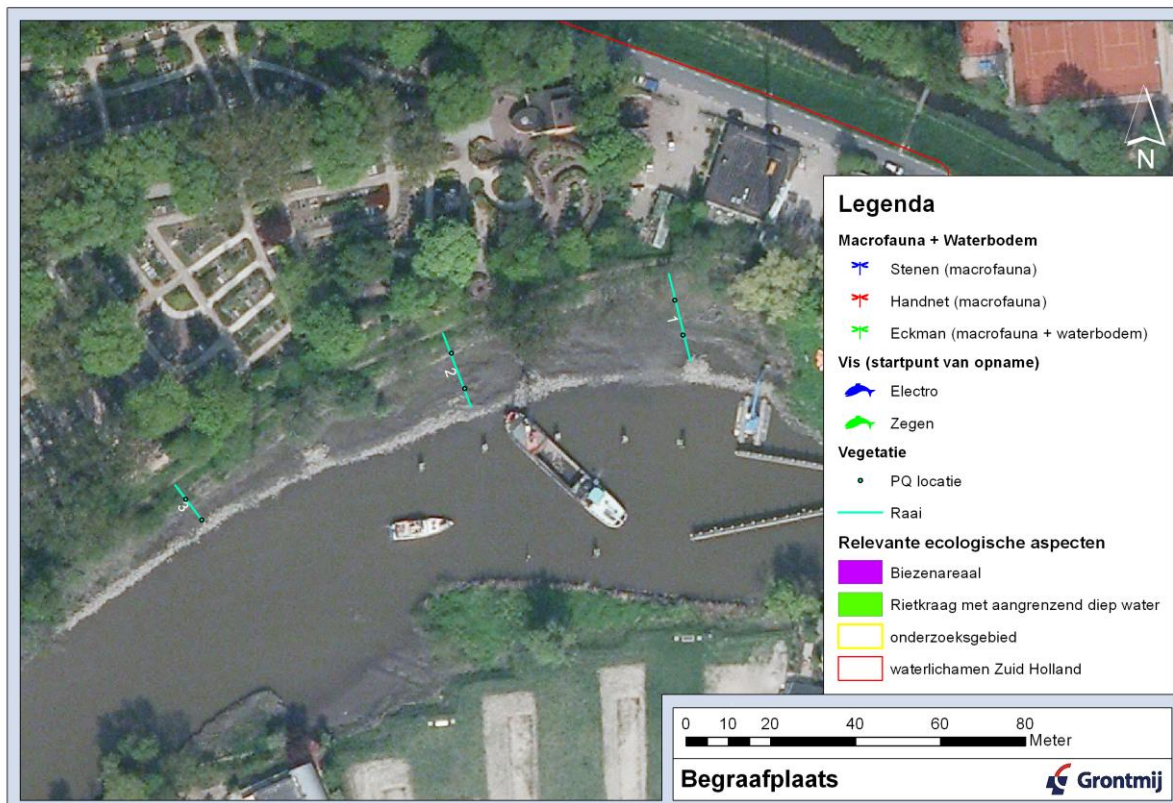 1
2
3
N
Legenda
Macrofauna + Waterbodem
Stenen (macrofauna)
Handnet (macrofauna)
Eckman (macrofauna + waterbodem)
Vis (startpunt van opname)
Electro
Zegen
Vegetatie
PQ locatie
Raai
Relevante ecologische aspecten
Biezenareaal
Rietkraag met aangrenzend diep water
onderzoeksgebied
waterlichamen Zuid Holland
0 10 20 40 60 80
Meter
Begraafplaats
Grontmij